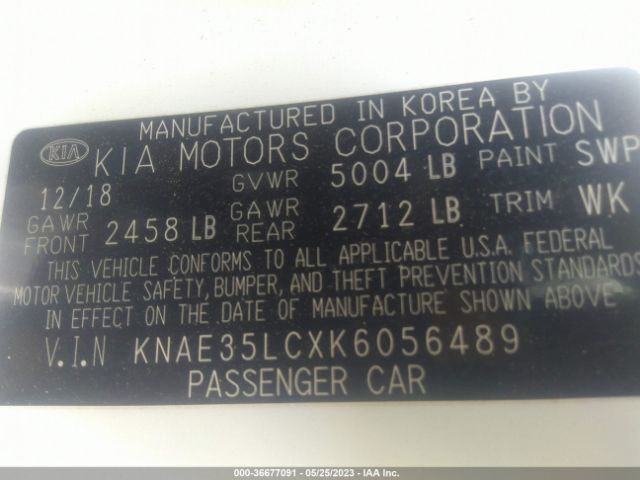 MANUFACTURED IN KOREA BY
KIA KIA MOTORS CORPORATION
12/18 GVWR 5004 LB PAINT SWP
GAWR FRONT 2458 LB GAWR REAR 2712 LB TRIM WK
THIS VEHICLE CONFORMS TO ALL APPLICABLE U.S.A. FEDERAL
MOTOR VEHICLE SAFETY, BUMPER, AND THEFT PREVENTION STANDARDS
IN EFFECT ON THE DATE OF MANUFACTURE SHOWN ABOVE
V.I.N KNAE35LCXK6056489
PASSENGER CAR
000-36677091 - 05/25/2023 - IAA Inc.